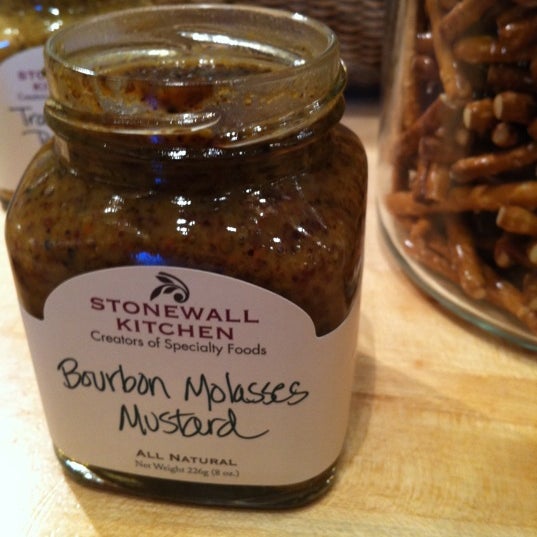 STONEWALL
KITCHEN
Creators of Specialty Foods
Bourbon Molasses
Mustard
ALL NATURAL
Net Weight 226g (8 oz.)